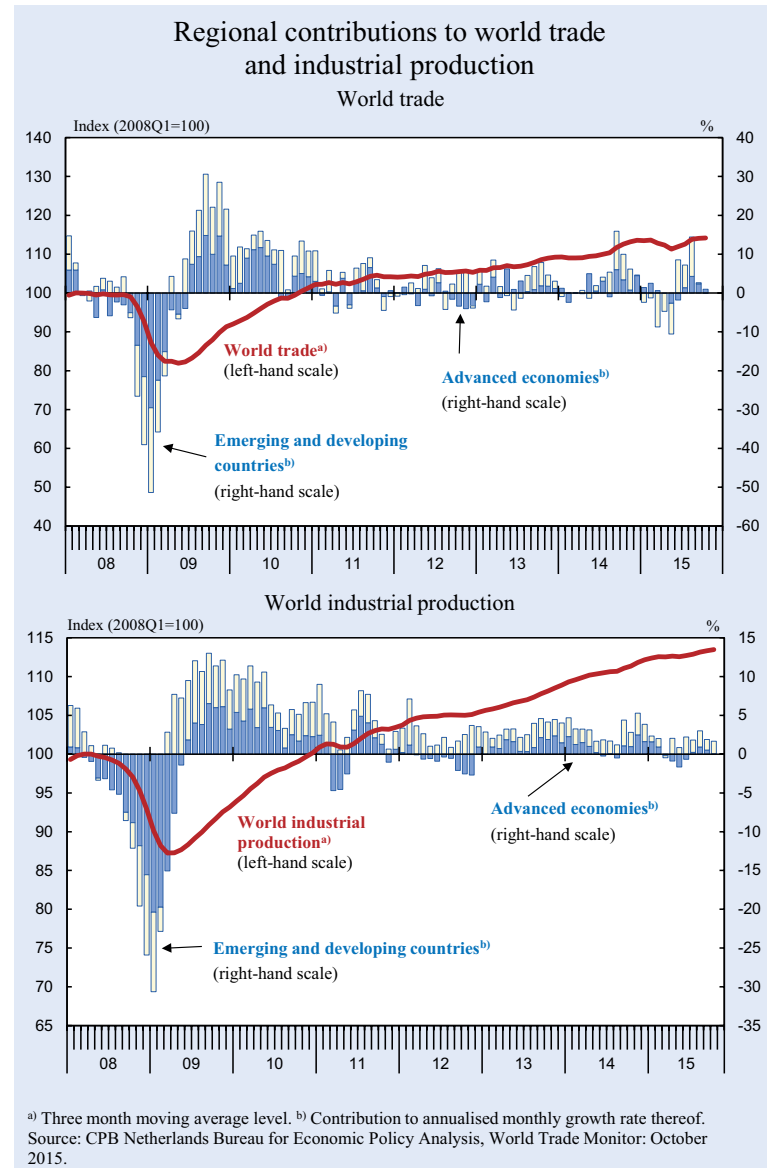 Regional contributions to world trade
and industrial production
World trade
Index (2008Q1=100)
%
140
130
120
110
100
90
80
70
60
50
40
40
30
20
10
0
-10
-20
-30
-40
-50
-60
World trade a)
(left-hand scale)
Advanced economies b)
(right-hand scale)
Emerging and developing
countries b)
(right-hand scale)
08 09 10 11 12 13 14 15
World industrial production
Index (2008Q1=100)
%
115
110
105
100
95
90
85
80
75
70
65
15
10
5
0
-5
-10
-15
-20
-25
-30
-35
Advanced economies b)
(right-hand scale)
World industrial
production a)
(left-hand scale)
Emerging and developing countries b)
(right-hand scale)
08 09 10 11 12 13 14 15
a) Three month moving average level. b) Contribution to annualised monthly growth rate thereof.
Source: CPB Netherlands Bureau for Economic Policy Analysis, World Trade Monitor: October
2015.